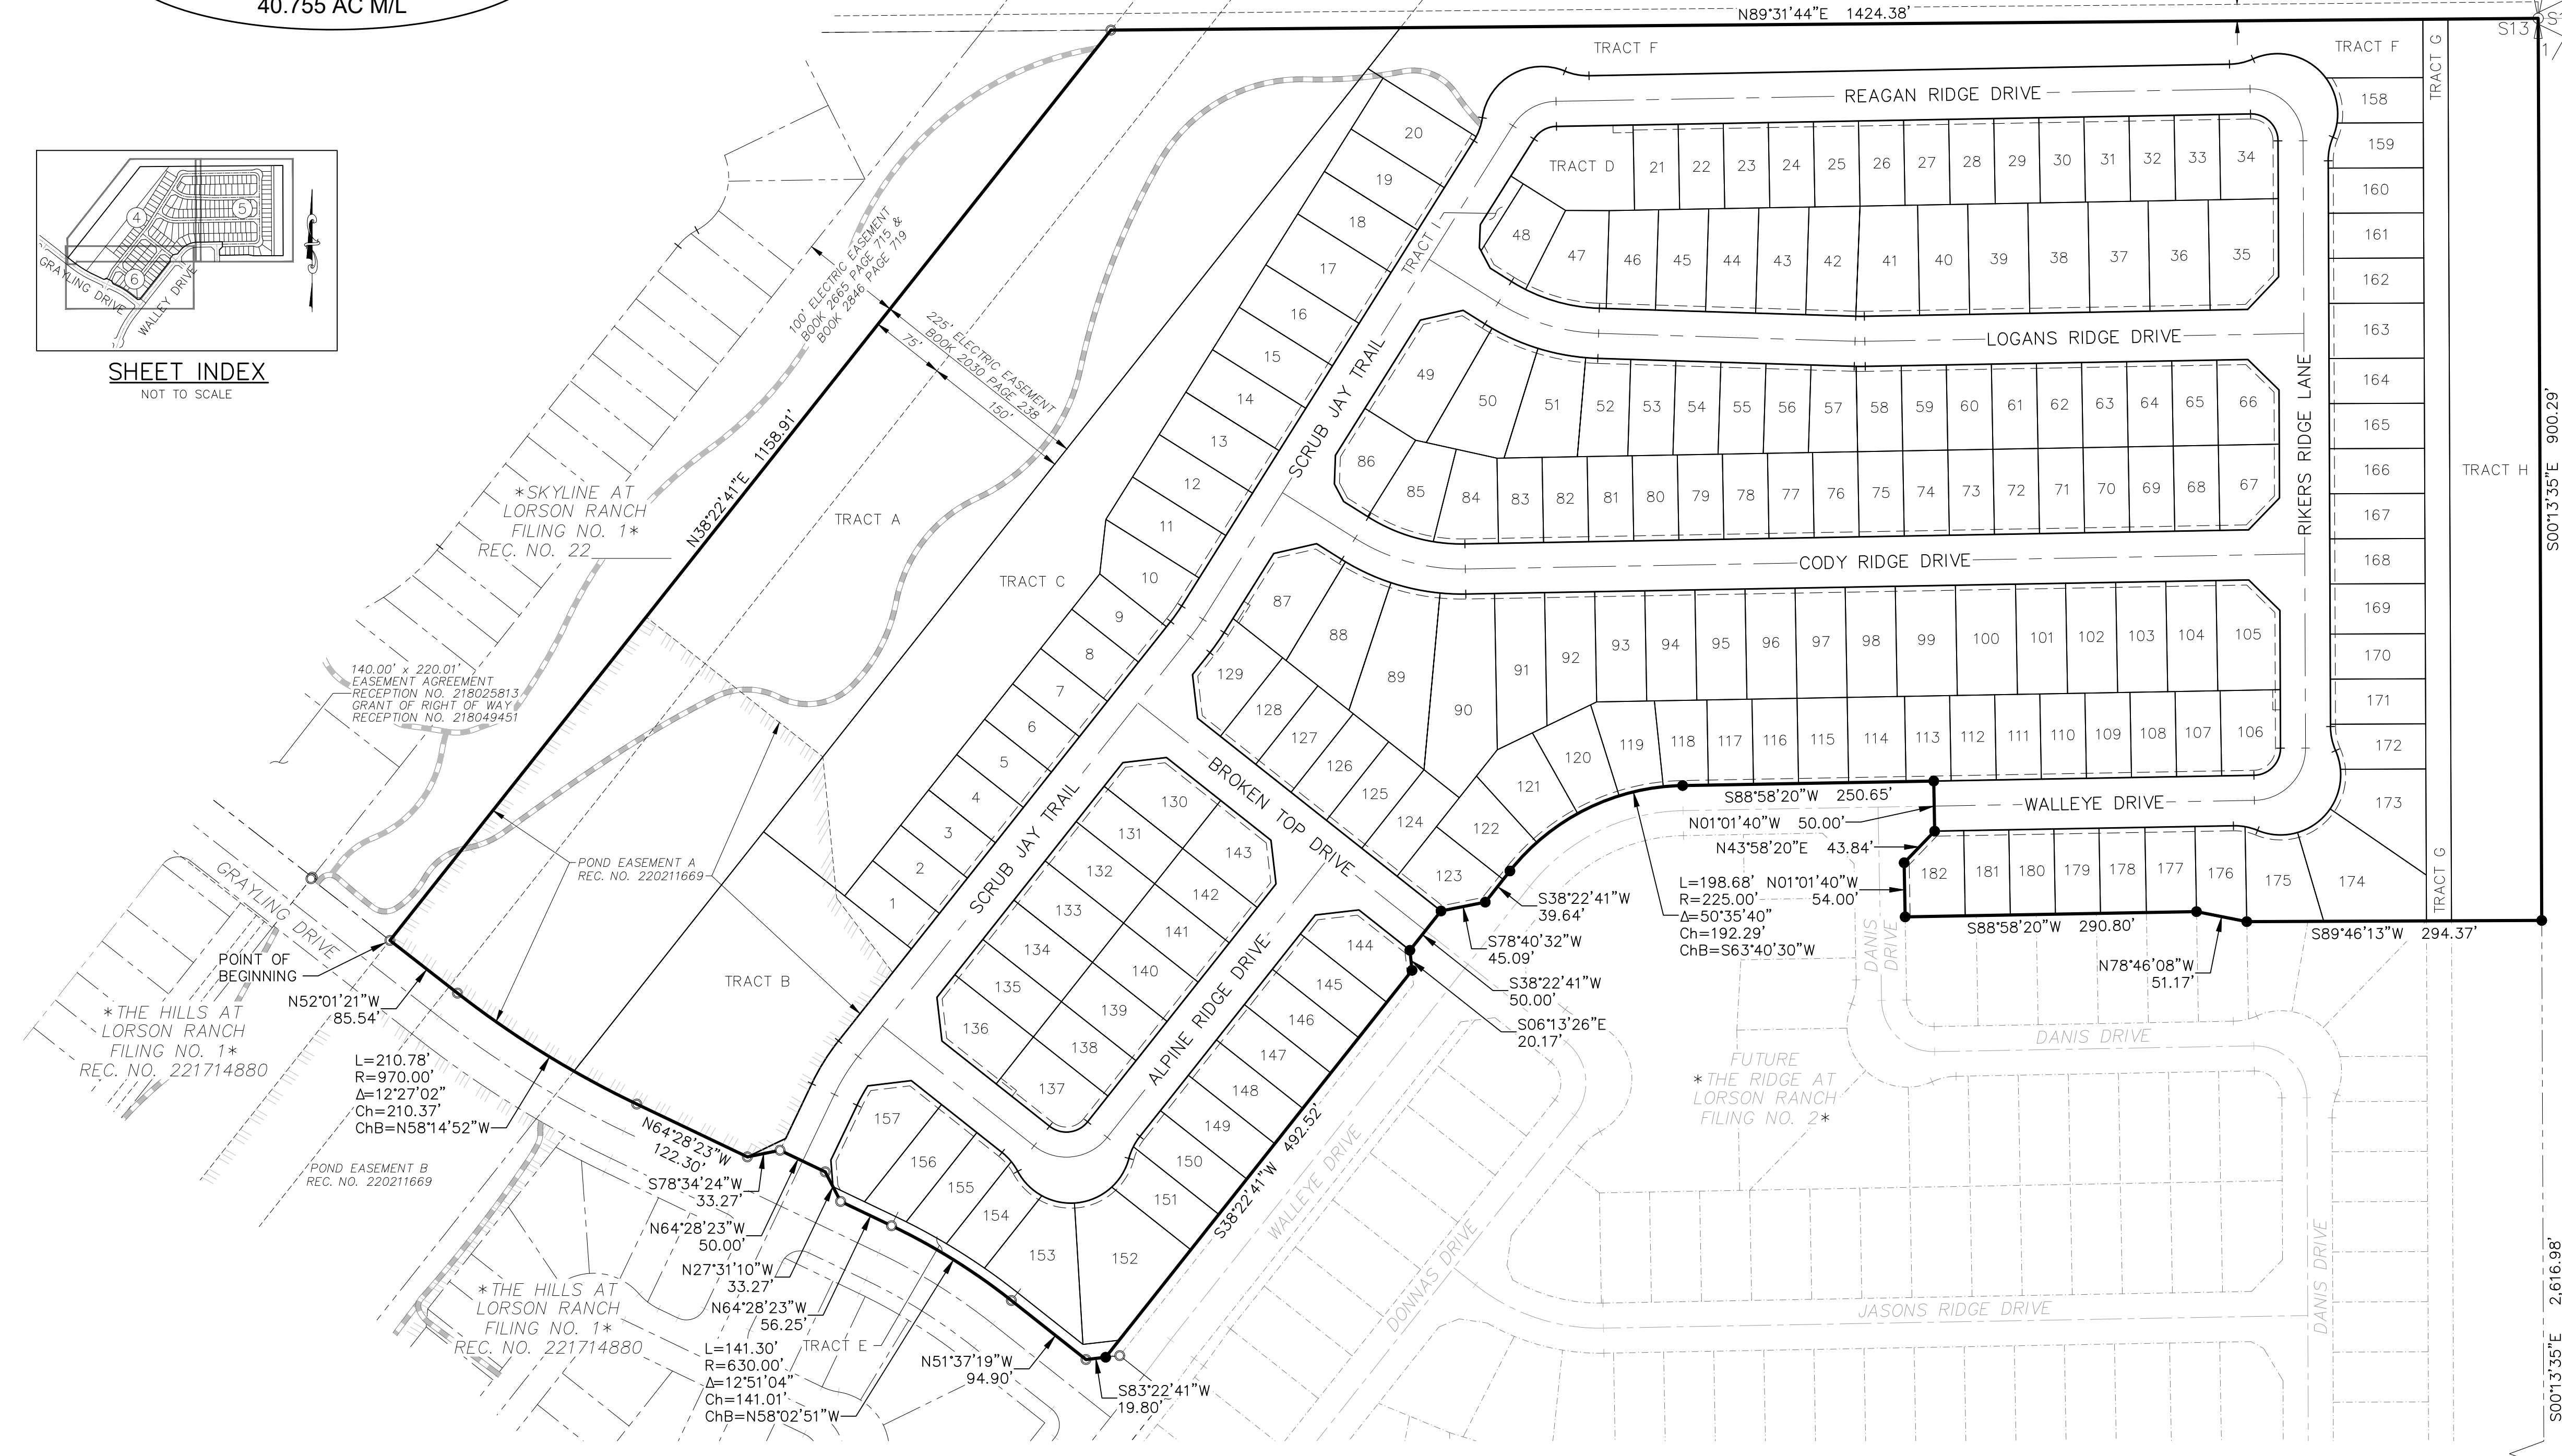 40.755 AC M/L
N89°31'44"E 1424.38'
S13
TRACT F
TRACT F
TRACT G
REAGAN RIDGE DRIVE
158
159
160
161
162
163
164
165
166
167
168
169
170
171
172
173
20
19
18
17
16
15
14
13
12
11
10
9
8
7
6
5
4
3
2
1
TRACT D
21
22
23
24
25
26
27
28
29
30
31
32
33
34
48
47
46
45
44
43
42
41
40
39
38
37
36
35
TRACT I
LOGANS RIDGE DRIVE
49
50
51
52
53
54
55
56
57
58
59
60
61
62
63
64
65
66
86
85
84
83
82
81
80
79
78
77
76
75
74
73
72
71
70
69
68
67
RIKERS RIDGE LANE
TRACT H
S00°13'35"E 900.29'
CODY RIDGE DRIVE
87
88
89
90
91
92
93
94
95
96
97
98
99
100
101
102
103
104
105
129
128
127
126
125
124
123
122
121
120
119
118
117
116
115
114
113
112
111
110
109
108
107
106
4
5
6
GRAYLING DRIVE
WALLEY DRIVE
SHEET INDEX
NOT TO SCALE
100' ELECTRIC EASEMENT
BOOK 2665 PAGE 715 &
BOOK 2846 PAGE 719
225' ELECTRIC EASEMENT
BOOK 2030 PAGE 238
75'
150'
N38°22'41"E 1158.91'
*SKYLINE AT
LORSON RANCH
FILING NO. 1*
REC. NO. 22
TRACT A
TRACT C
SCRUB JAY TRAIL
140.00' x 220.01'
EASEMENT AGREEMENT
RECEPTION NO. 218025813
GRANT OF RIGHT OF WAY
RECEPTION NO. 218049451
BROKEN TOP DRIVE
S88°58'20"W 250.65'
WALLEYE DRIVE
N01°01'40"W 50.00'
N43°58'20"E 43.84'
182
181
180
179
178
177
176
175
174
TRACT G
L=198.68'
R=225.00'
Δ=50°35'40"
Ch=192.29'
ChB=S63°40'30"W
N01°01'40"W
54.00'
S88°58'20"W 290.80'
S89°46'13"W 294.37'
N78°46'08"W
51.17'
DANIS
DRIVE
S38°22'41"W
39.64'
S78°40'32"W
45.09'
S38°22'41"W
50.00'
S06°13'26"E
20.17'
POND EASEMENT A
REC. NO. 220211669
SCRUB JAY TRAIL
130
131
132
133
134
135
136
137
138
139
140
141
142
143
ALPINE RIDGE DRIVE
144
145
146
147
148
149
150
151
152
153
154
155
156
157
GRAYLING DRIVE
POINT OF
BEGINNING
N52°01'21"W
85.54'
*THE HILLS AT
LORSON RANCH
FILING NO. 1*
REC. NO. 221714880
TRACT B
L=210.78'
R=970.00'
Δ=12°27'02"
Ch=210.37'
ChB=N58°14'52"W
N64°28'23"W
122.30'
POND EASEMENT B
REC. NO. 220211669
S78°34'24"W
33.27'
N64°28'23"W
50.00'
N27°31'10"W
33.27'
N64°28'23"W
56.25'
*THE HILLS AT
LORSON RANCH
FILING NO. 1*
REC. NO. 221714880
TRACT E
L=141.30'
R=630.00'
Δ=12°51'04"
Ch=141.01'
ChB=N58°02'51"W
N51°37'19"W
94.90'
S83°22'41"W
19.80'
S38°22'41"W 492.52'
WALLEYE DRIVE
DONNAS DRIVE
FUTURE
*THE RIDGE AT
LORSON RANCH
FILING NO. 2*
DANIS DRIVE
JASONS RIDGE DRIVE
DANIS DRIVE
S00°13'35"E 2,616.98'